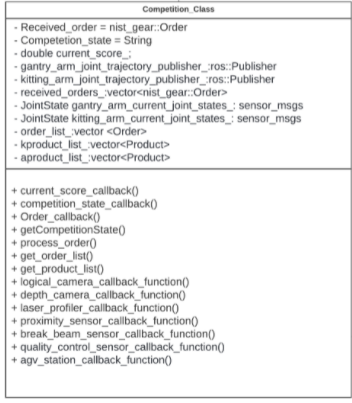 Competition_Class
- Received_order = nist_gear::Order
- Competetion_state = String
- double current_score_;
- gantry_arm_joint_trajectory_publisher_:ros::Publisher
- kitting_arm_joint_trajectory_publisher_:ros::Publisher
- received_orders_:vector<nist_gear::Order>
- JointState gantry_arm_current_joint_states_: sensor_msgs
- JointState kitting_arm_current_joint_states_: sensor_msgs
- order_list_:vector <Order>
- kproduct_list_:vector<Product>
- aproduct_list_:vector<Product>
+ current_score_callback()
+ competition_state_callback()
+ Order_callback()
+ getCompetitionState()
+ process_order()
+ get_order_list()
+ get_product_list()
+ logical_camera_callback_function()
+ depth_camera_callback_function()
+ laser_profiler_callback_function()
+ proximity_sensor_callback_function()
+ break_beam_sensor_callback_function()
+ quality_control_sensor_callback_function()
+ agv_station_callback_function()